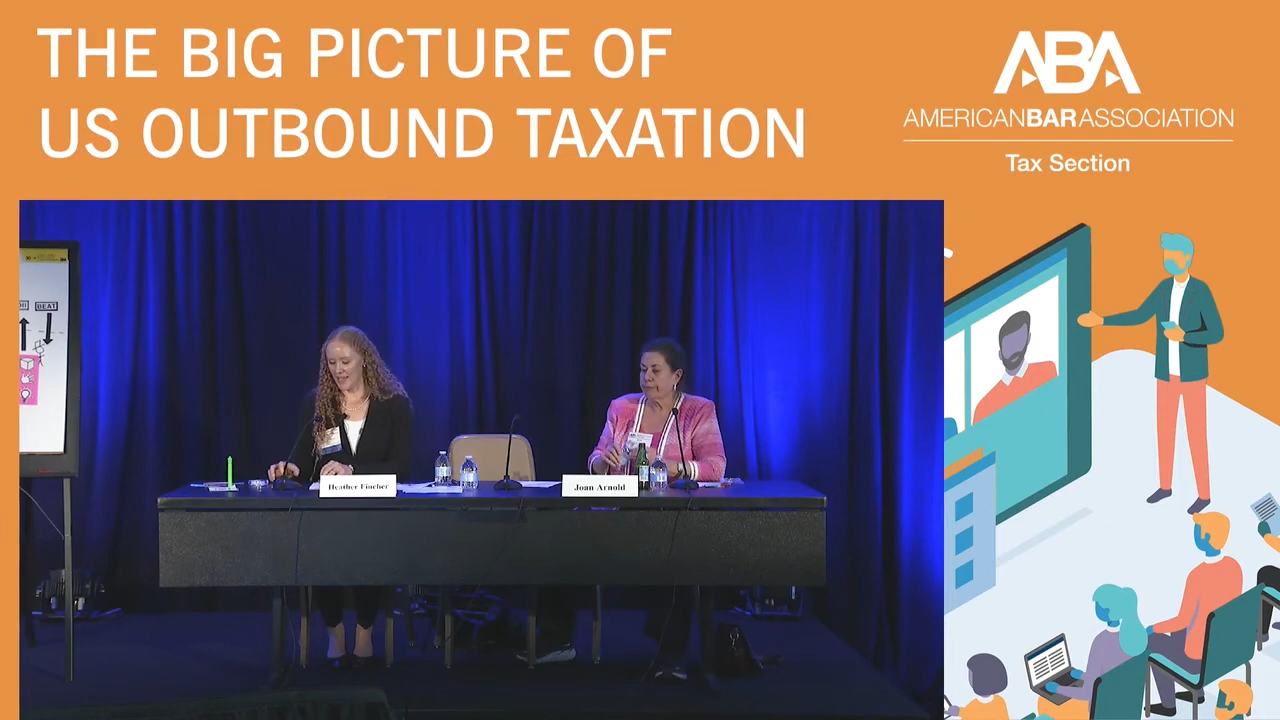 THE BIG PICTURE OF
US OUTBOUND TAXATION
ABA
AMERICANBARASSOCIATION
Tax Section
BEAT
Heather Fincher
Joan Arnold